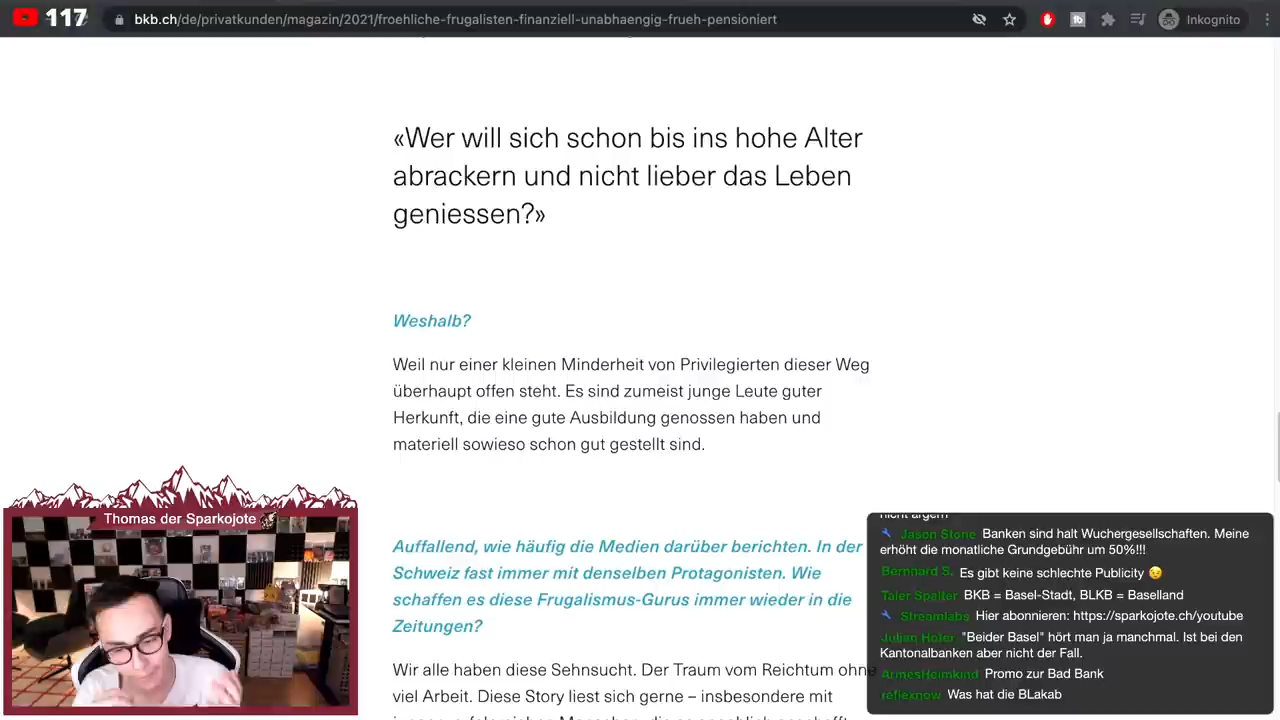 117
bkb.ch/de/privatkunden/magazin/2021/froehliche-frugalisten-finanziell-unabhaengig-frueh-pensioniert
Inkognito
«Wer will sich schon bis ins hohe Alter
abrackern und nicht lieber das Leben
geniessen?»
Weshalb?
Weil nur einer kleinen Minderheit von Privilegierten dieser Weg
überhaupt offen steht. Es sind zumeist junge Leute guter
Herkunft, die eine gute Ausbildung genossen haben und
materiell sowieso schon gut gestellt sind.
Auffallend, wie häufig die Medien darüber berichten. In der
Schweiz fast immer mit denselben Protagonisten. Wie
schaffen es diese Frugalismus-Gurus immer wieder in die
Zeitungen?
Wir alle haben diese Sehnsucht. Der Traum vom Reichtum ohne
viel Arbeit. Diese Story liest sich gerne – insbesondere mit
Thomas der Sparkojote
nicht ärgern
Jason Stone Banken sind halt Wuchergesellschaften. Meine
erhöht die monatliche Grundgebühr um 50%!!!
Bernhard S. Es gibt keine schlechte Publicity 😉
Taler Spalter BKB = Basel-Stadt, BLKB = Baselland
Streamlabs Hier abonnieren: https://sparkojote.ch/youtube
Julian Hofer "Beider Basel" hört man ja manchmal. Ist bei den
Kantonalbanken aber nicht der Fall.
ArmesHeimkind Promo zur Bad Bank
reflexnow Was hat die BLakab